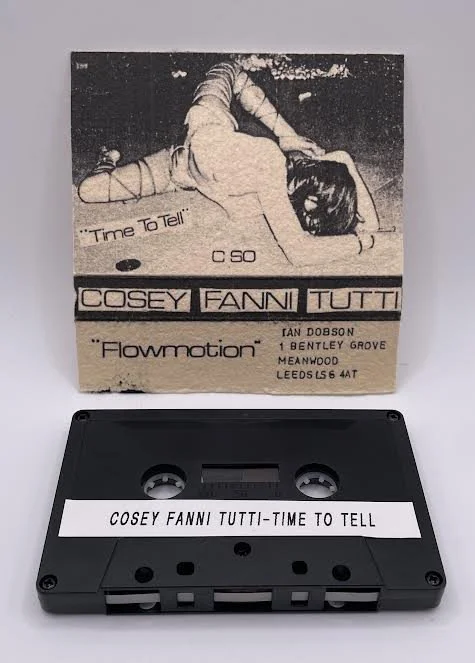 "Time To Tell"
C 50
COSEY FANNI TUTTI
"Flowmotion"
IAN DOBSON
1 BENTLEY GROVE
MEANWOOD
LEEDS LS6 4AT
COSEY FANNI TUTTI-TIME TO TELL